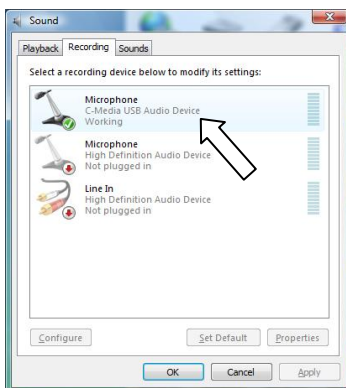 Sound
Playback Recording Sounds
Select a recording device below to modify its settings:
Microphone
C-Media USB Audio Device
Working
Microphone
High Definition Audio Device
Not plugged in
Line In
High Definition Audio Device
Not plugged in
Configure Set Default Properties
OK Cancel Apply